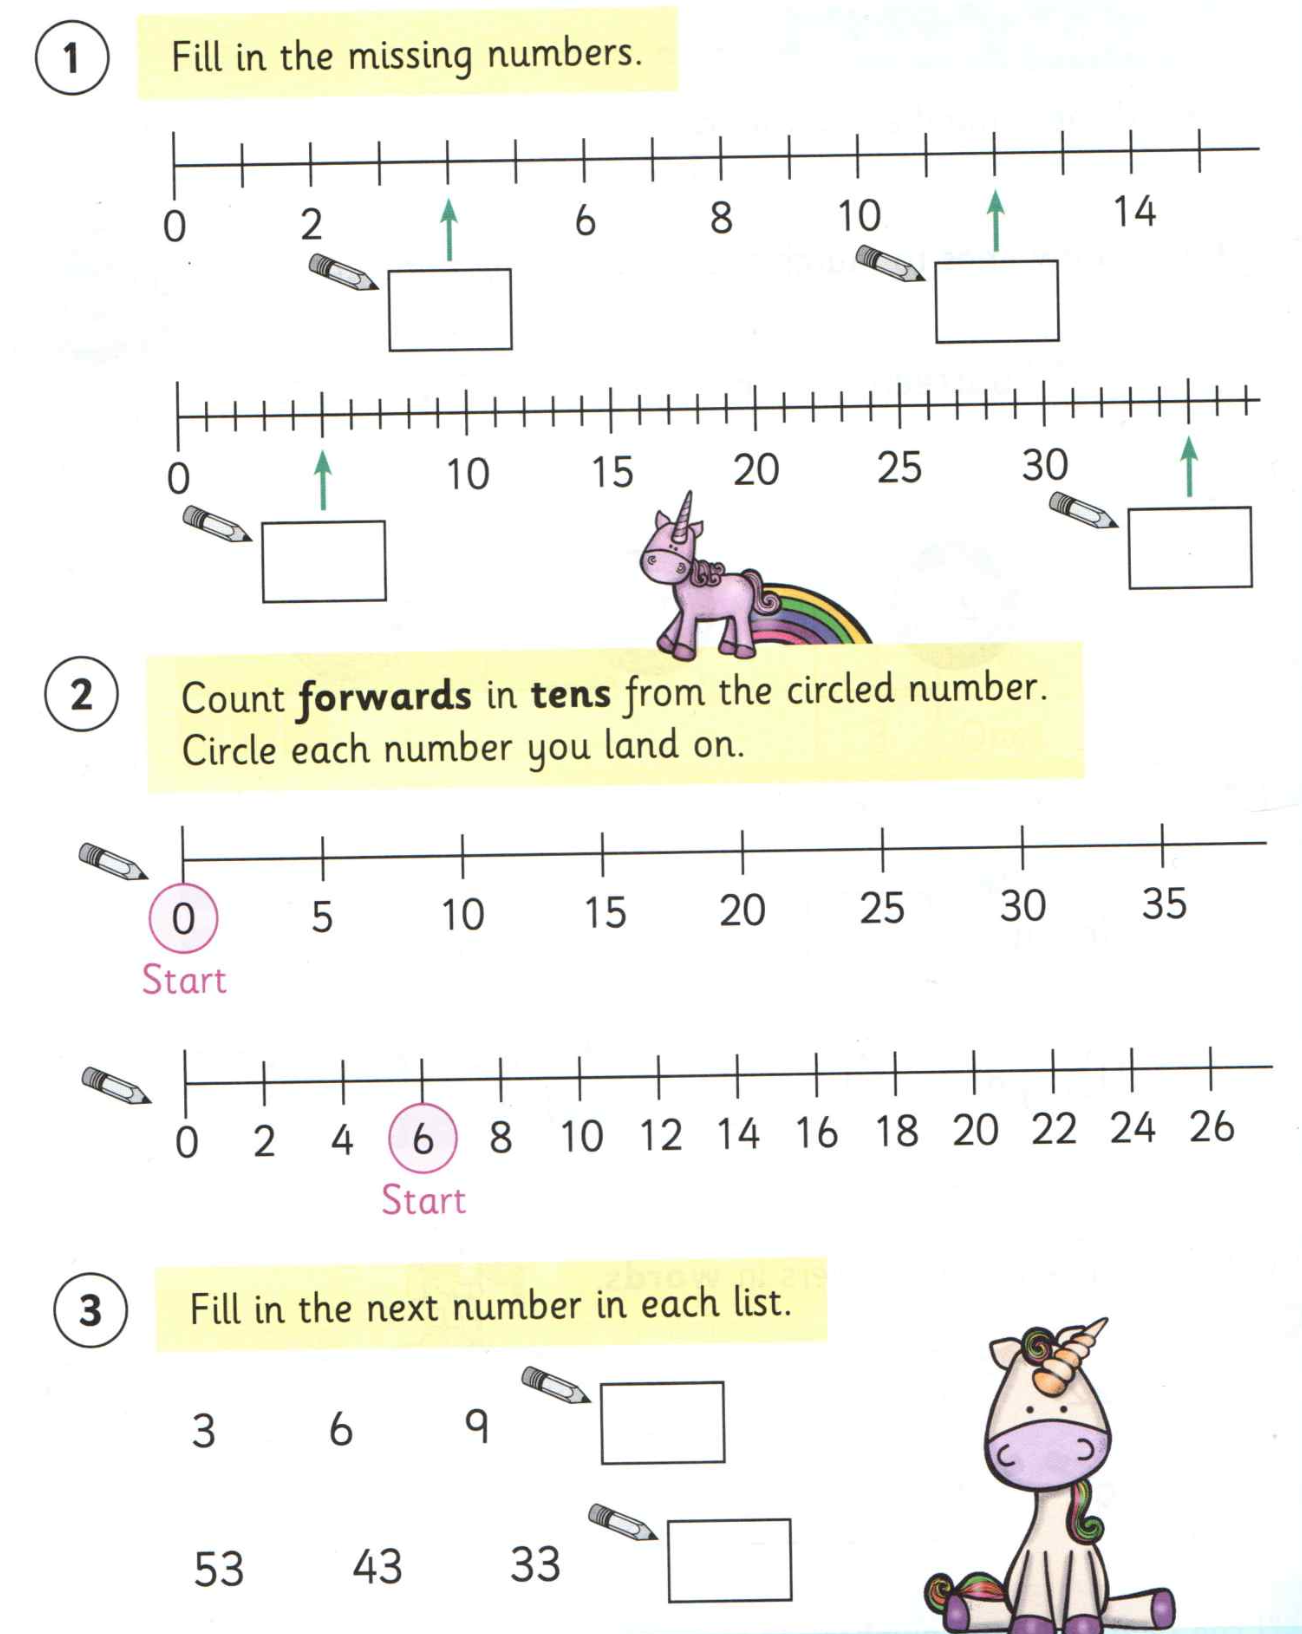 1 Fill in the missing numbers.
0 2 6 8 10 14
0 10 15 20 25 30
2 Count forwards in tens from the circled number.
Circle each number you land on.
0 5 10 15 20 25 30 35
Start
0 2 4 6 8 10 12 14 16 18 20 22 24 26
Start
3 Fill in the next number in each list.
3 6 9
53 43 33